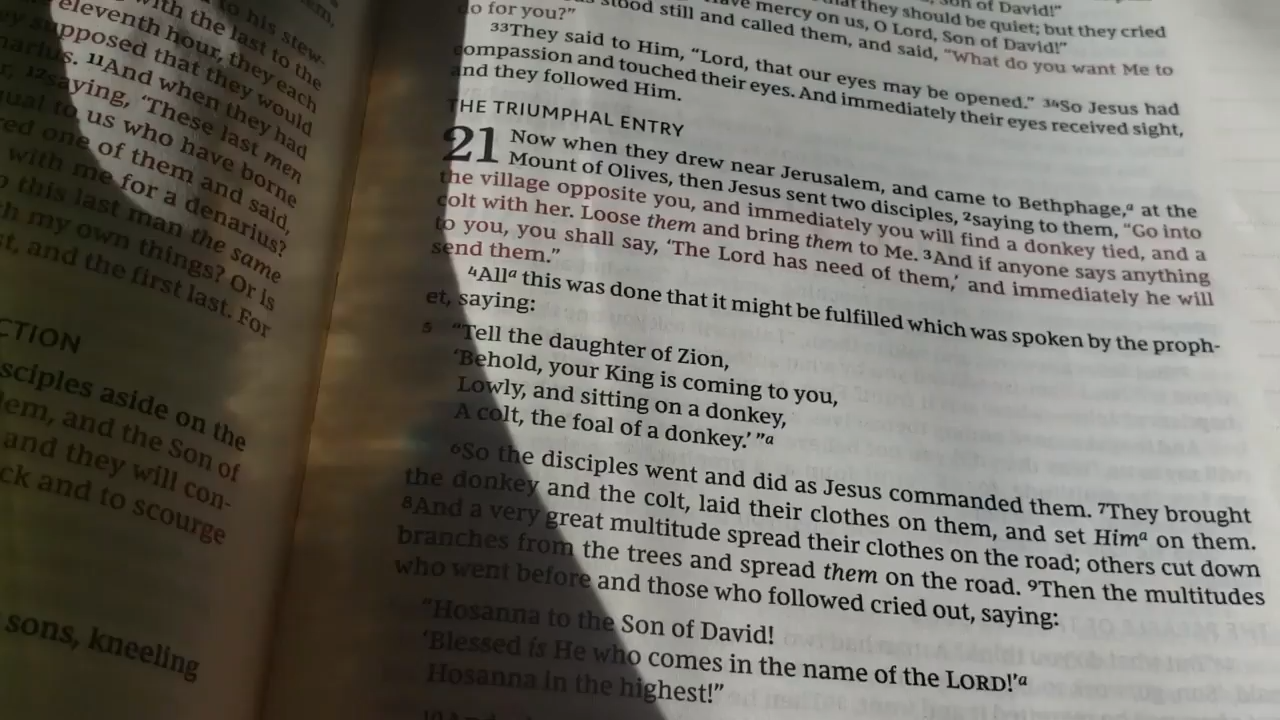 to his stew-
with the last to the
eleventh hour, they each
supposed that they would
11And when they had
12saying, ‘These last men
to us who have borne
one of them and said,
with me for a denarius?
this last man the same
my own things? Or is
and the first last. For
CTION
sciples aside on the
and the Son of
and they will con-
ck and to scourge
sons, kneeling
son of David!”
that they should be quiet; but they cried
have mercy on us, O Lord, Son of David!”
stood still and called them, and said, “What do you want Me to
do for you?”
33They said to Him, “Lord, that our eyes may be opened.” 34So Jesus had
compassion and touched their eyes. And immediately their eyes received sight,
and they followed Him.
THE TRIUMPHAL ENTRY
21 Now when they drew near Jerusalem, and came to Bethphage,a at the
Mount of Olives, then Jesus sent two disciples, 2saying to them, “Go into
the village opposite you, and immediately you will find a donkey tied, and a
colt with her. Loose them and bring them to Me. 3And if anyone says anything
to you, you shall say, ‘The Lord has need of them,’ and immediately he will
send them.”
4Alla this was done that it might be fulfilled which was spoken by the proph-
et, saying:
5 “Tell the daughter of Zion,
‘Behold, your King is coming to you,
Lowly, and sitting on a donkey,
A colt, the foal of a donkey.’ ”a
6So the disciples went and did as Jesus commanded them. 7They brought
the donkey and the colt, laid their clothes on them, and set Hima on them.
8And a very great multitude spread their clothes on the road; others cut down
branches from the trees and spread them on the road. 9Then the multitudes
who went before and those who followed cried out, saying:
“Hosanna to the Son of David!
‘Blessed is He who comes in the name of the LORD!’a
Hosanna in the highest!”